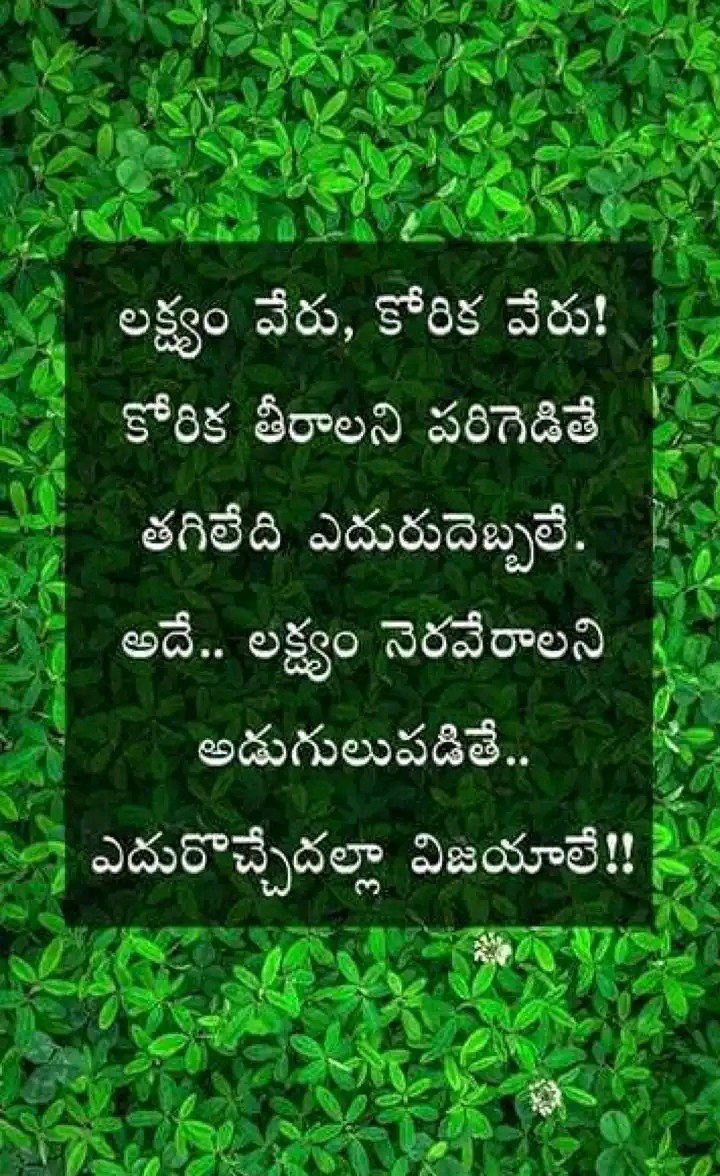 లక్ష్యం వేరు, కోరిక వేరు!
కోరిక తీరాలని పరిగెడితే
తగిలేది ఎదురుదెబ్బలే.
అదే.. లక్ష్యం నెరవేరాలని
అడుగులుపడితే..
ఎదురొచ్చేదల్లా విజయాలే!!